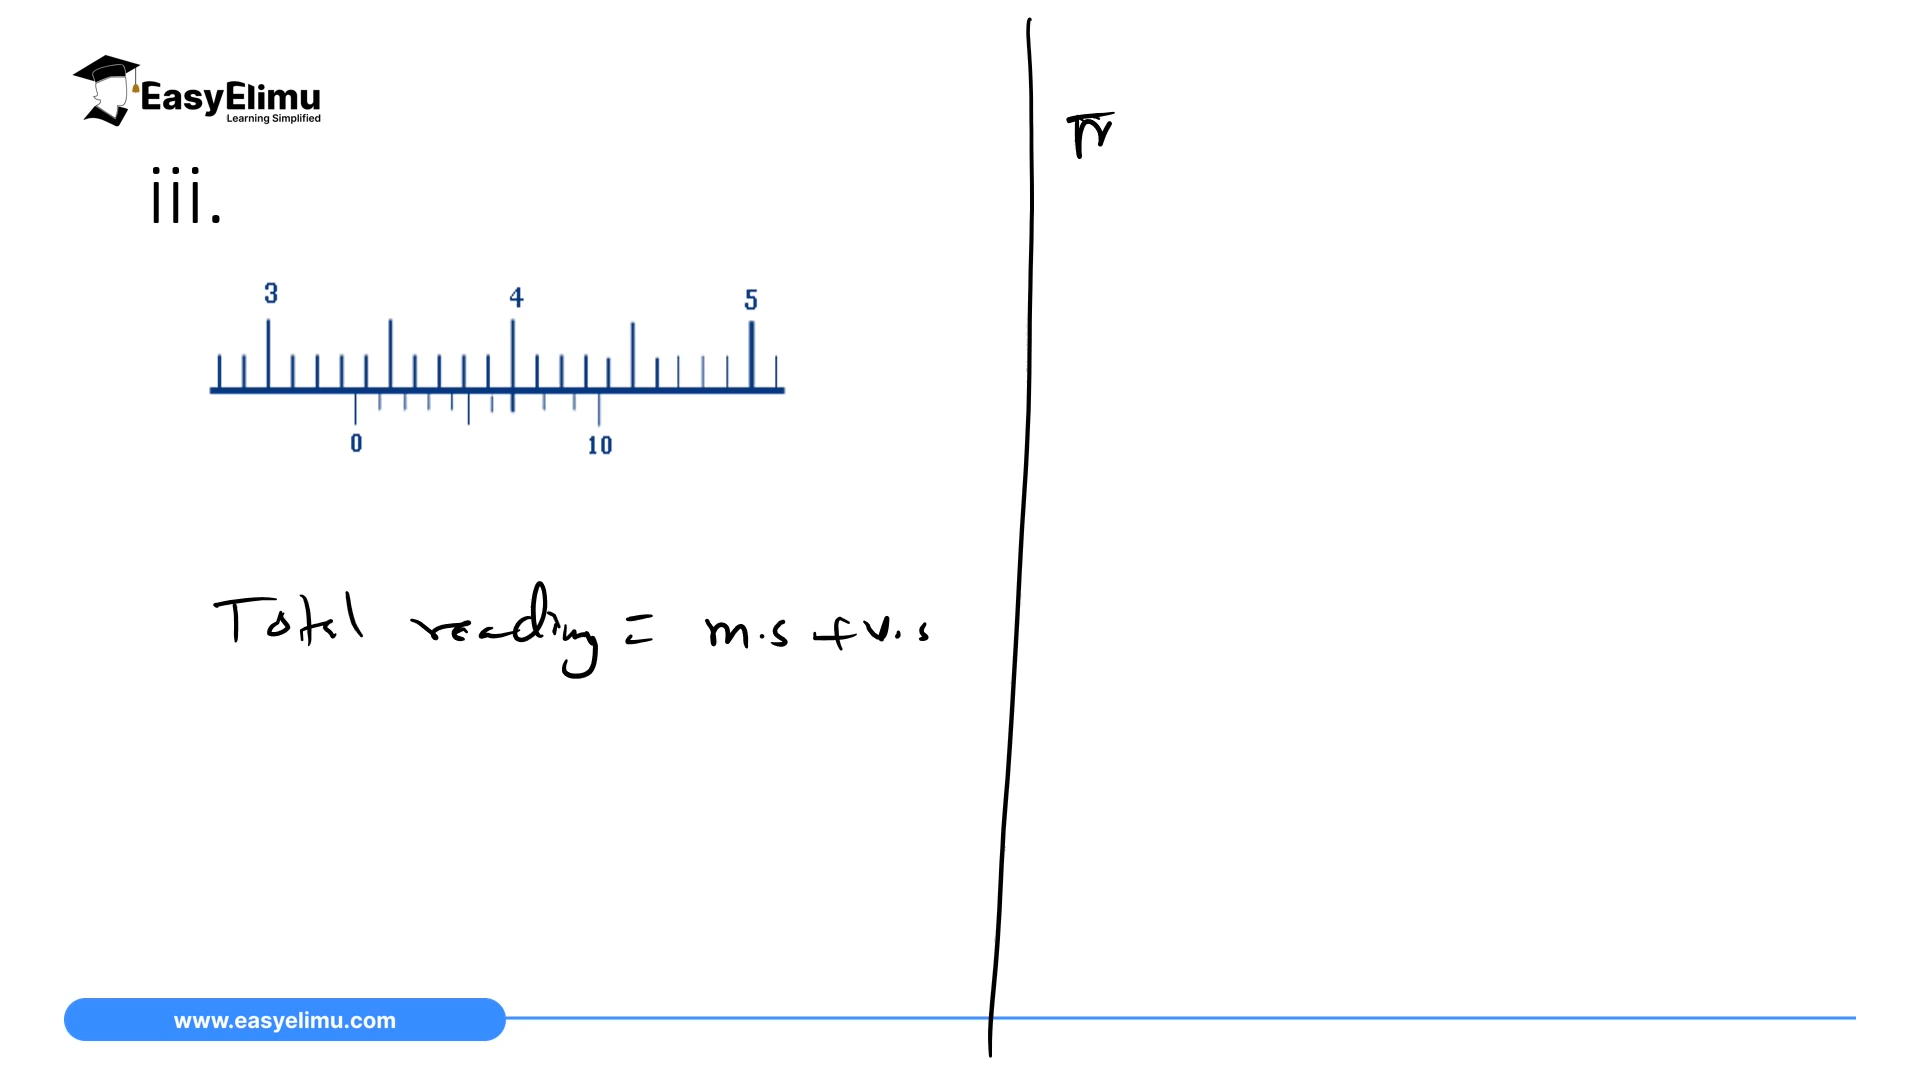 EasyElimu
Learning Simplified
iii.
3 4 5
0 10
Total reading = m.s + v.s
www.easyelimu.com